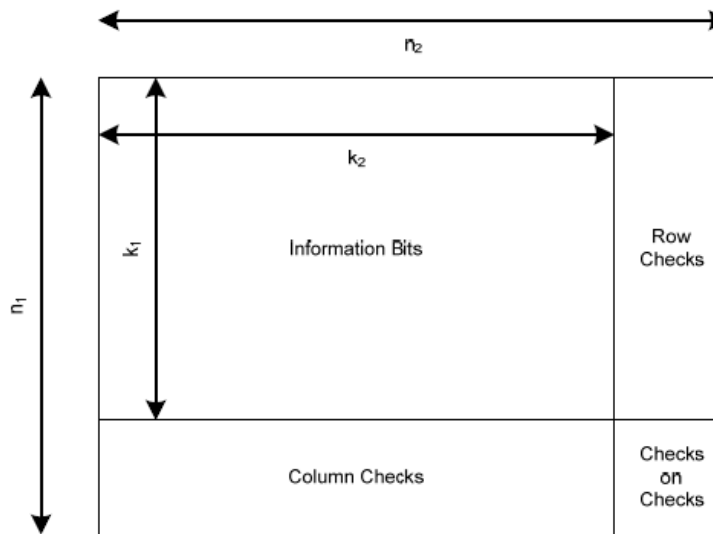 n₂
k₂
k₁
n₁
Information Bits
Row
Checks
Column Checks
Checks
on
Checks